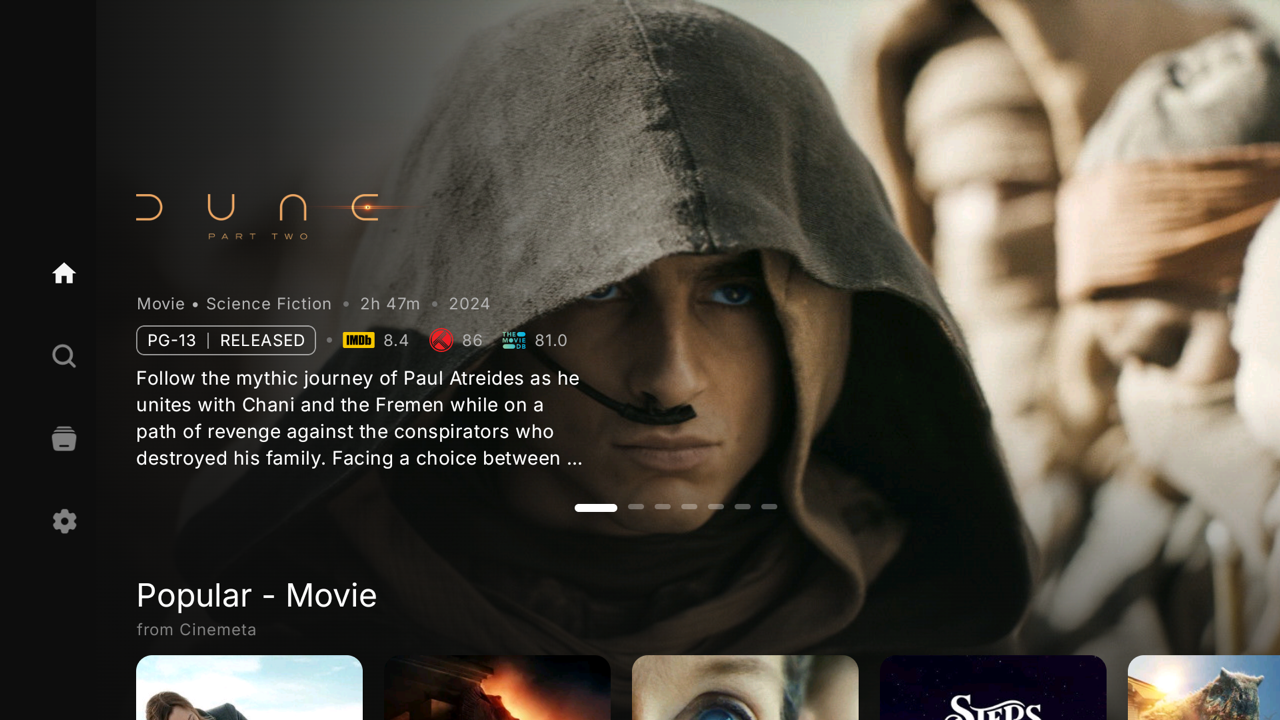 DUNE
PART TWO
Movie • Science Fiction • 2h 47m • 2024
PG-13 | RELEASED • IMDb 8.4 86 THE MOVIE DB 81.0
Follow the mythic journey of Paul Atreides as he
unites with Chani and the Fremen while on a
path of revenge against the conspirators who
destroyed his family. Facing a choice between ...
Popular - Movie
from Cinemeta
STEPS